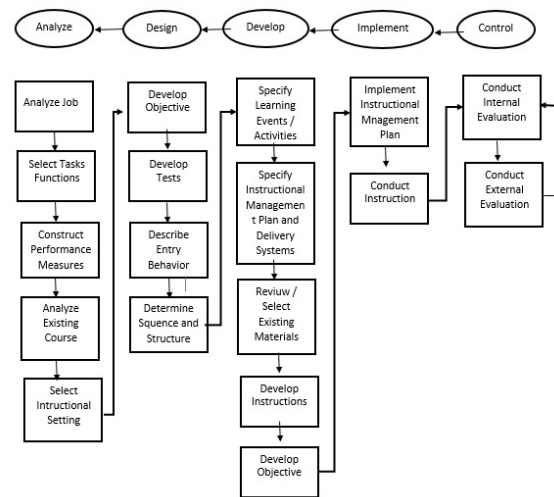 Analyze
Design
Develop
Implement
Control
Analyze Job
Select Tasks
Functions
Construct
Performance
Measures
Analyze
Existing
Course
Select
Intructional
Setting
Develop
Objective
Develop
Tests
Describe
Entry
Behavior
Determine
Squence and
Structure
Specify
Learning
Events /
Activities
Specify
Instructional
Managemen
t Plan and
Delivery
Systems
Reviuw /
Select
Existing
Materials
Develop
Instructions
Develop
Objective
Implement
Instructional
Mnagement
Plan
Conduct
Instruction
Conduct
Internal
Evaluation
Conduct
External
Evaluation